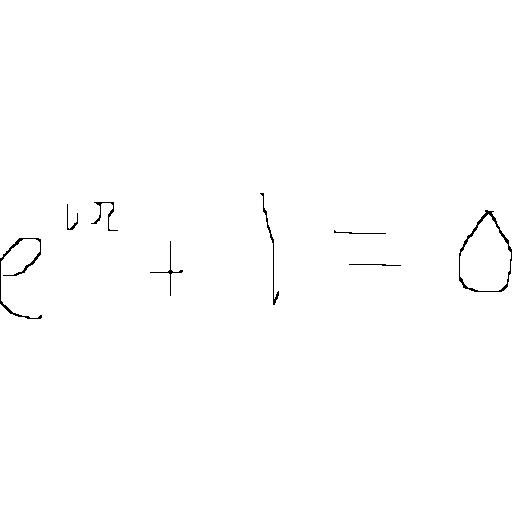 e^{iπ} + 1 = 0